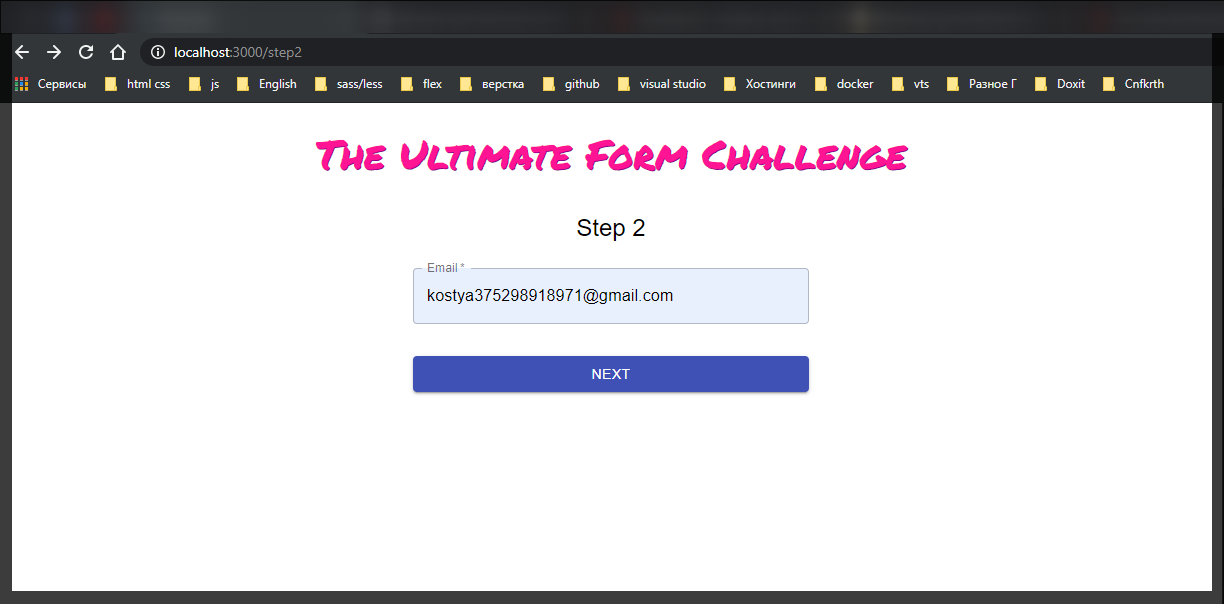 localhost:3000/step2
Сервисы html css js English sass/less flex верстка github visual studio Хостинги docker vts Разное Г Doxit Cnfkrth
The Ultimate Form Challenge
Step 2
Email *
kostya375298918971@gmail.com
NEXT